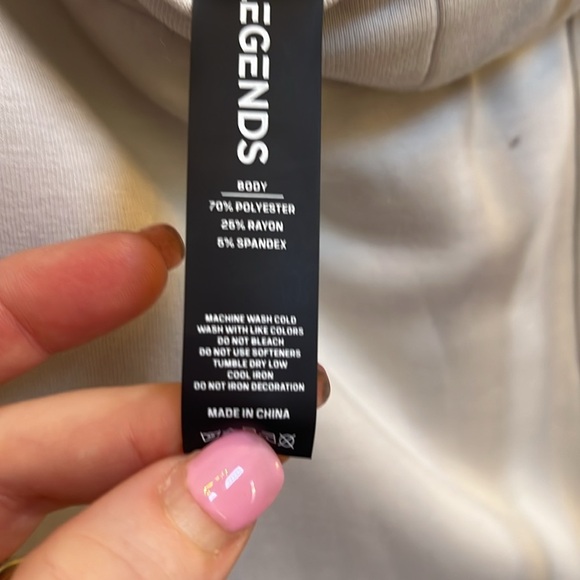 EGENDS
BODY
70% POLYESTER
25% RAYON
5% SPANDEX
MACHINE WASH COLD
WASH WITH LIKE COLORS
DO NOT BLEACH
DO NOT USE SOFTENERS
TUMBLE DRY LOW
COOL IRON
DO NOT IRON DECORATION
MADE IN CHINA